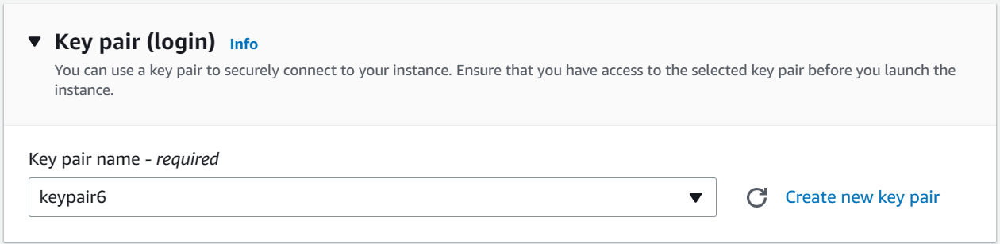 Key pair (login) Info
You can use a key pair to securely connect to your instance. Ensure that you have access to the selected key pair before you launch the
instance.
Key pair name - required
keypair6
Create new key pair